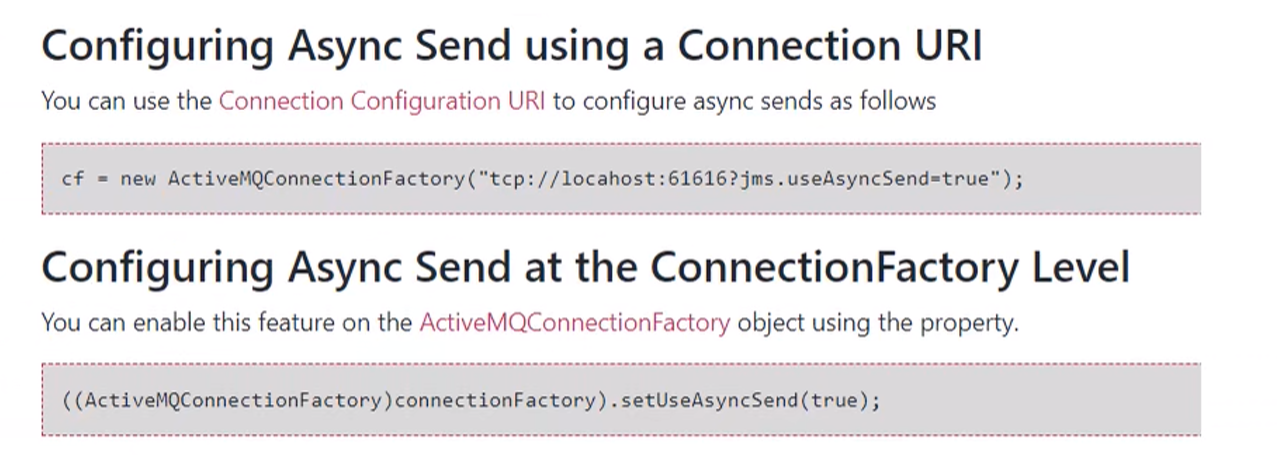 Configuring Async Send using a Connection URI
You can use the Connection Configuration URI to configure async sends as follows
cf = new ActiveMQConnectionFactory("tcp://locahost:61616?jms.useAsyncSend=true");
Configuring Async Send at the ConnectionFactory Level
You can enable this feature on the ActiveMQConnectionFactory object using the property.
((ActiveMQConnectionFactory)connectionFactory).setUseAsyncSend(true);